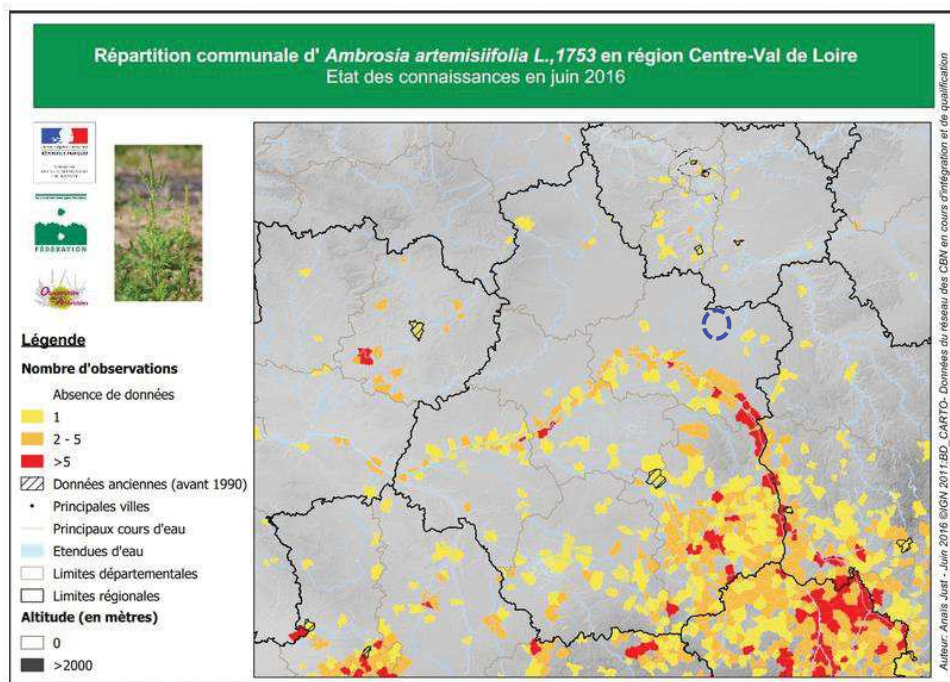 Répartition communale d' Ambrosia artemisiifolia L.,1753 en région Centre-Val de Loire
Etat des connaissances en juin 2016
RÉPUBLIQUE FRANÇAISE
FÉDÉRATION
Légende
Nombre d'observations
Absence de données
1
2 - 5
>5
Données anciennes (avant 1990)
Principales villes
Principaux cours d'eau
Etendues d'eau
Limites départementales
Limites régionales
Altitude (en mètres)
0
>2000
Auteur: Anaïs Just - Juin 2016 ©IGN 2011:BD_CARTO- Données du réseau des CBN en cours d'intégration et de qualification